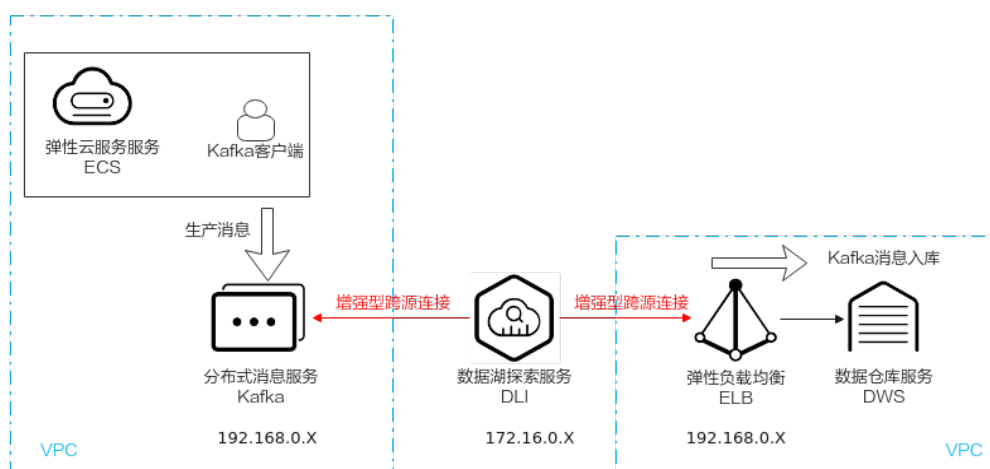 弹性云服务服务
ECS
Kafka客户端
生产消息
Kafka消息入库
增强型跨源连接
增强型跨源连接
分布式消息服务
Kafka
数据湖探索服务
DLI
弹性负载均衡
ELB
数据仓库服务
DWS
192.168.0.X
172.16.0.X
192.168.0.X
VPC
VPC